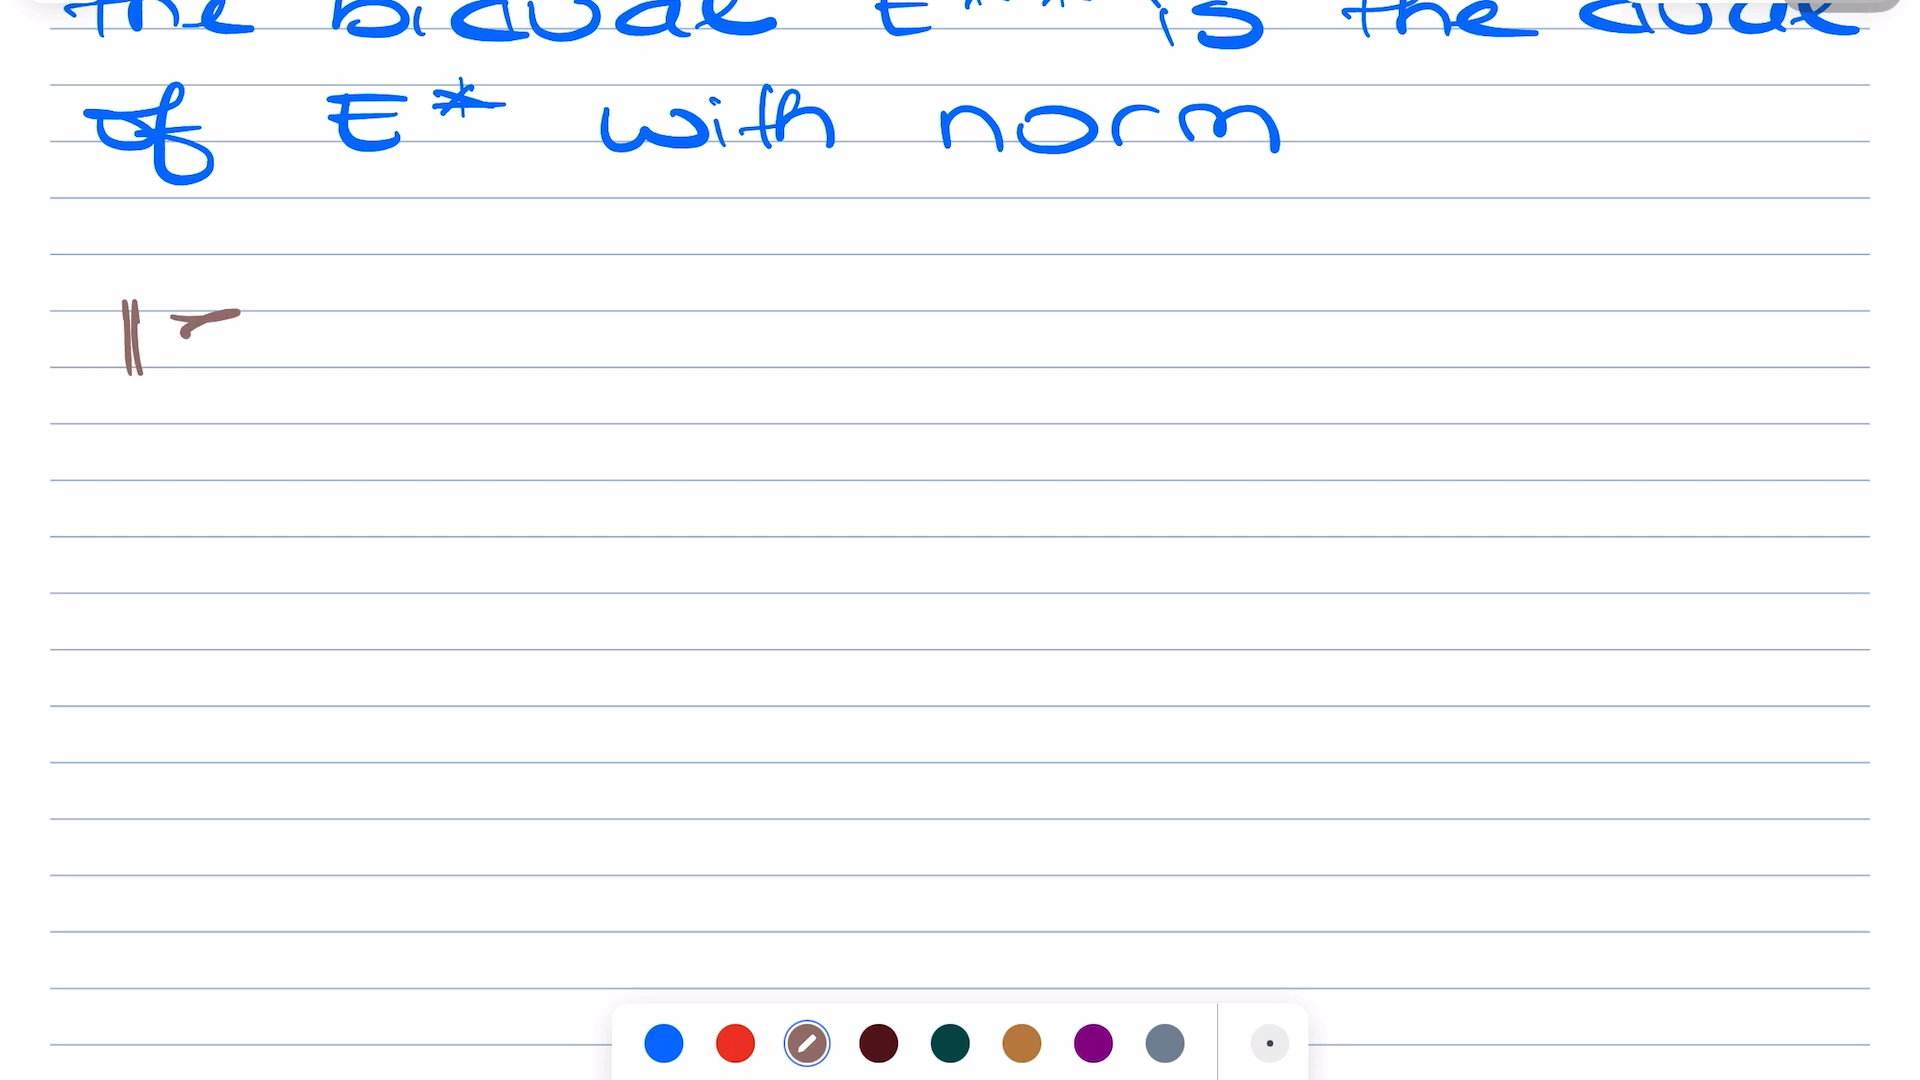 the bidual E** is the dual
of E* with norm
||